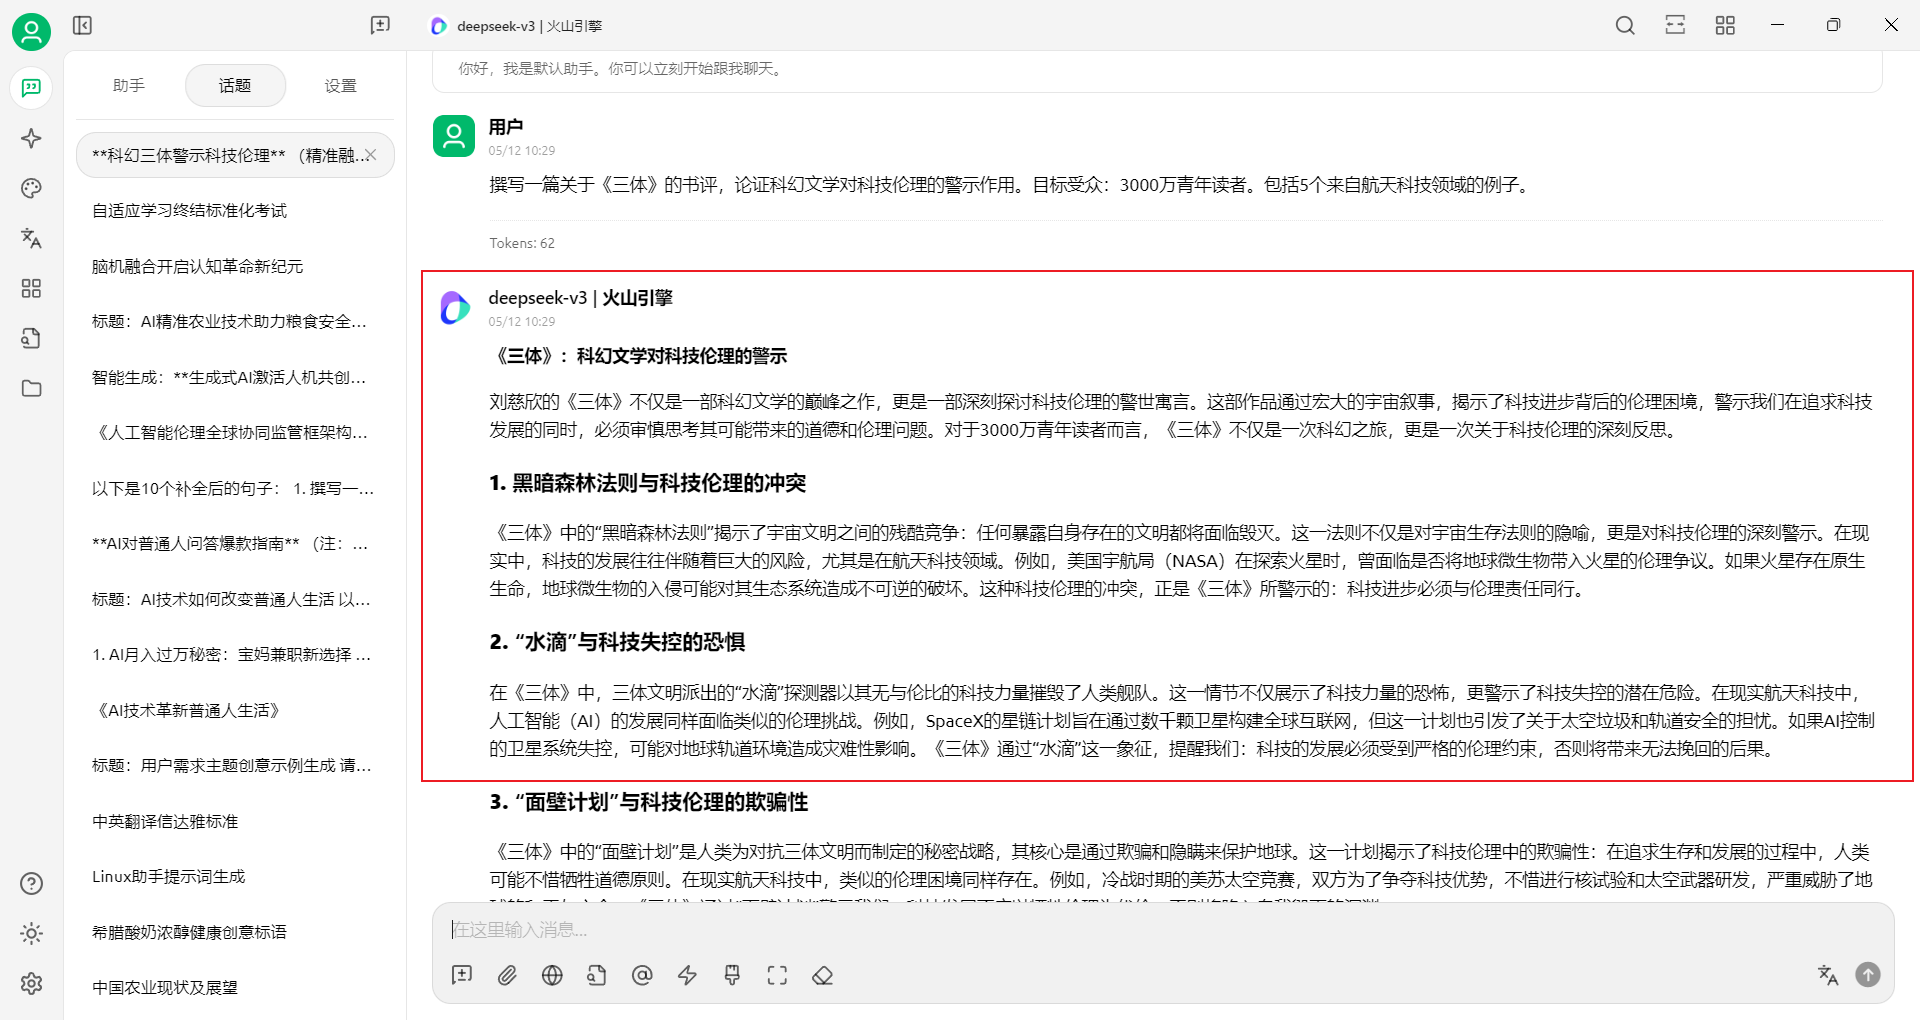 deepseek-v3 | 火山引擎
助手
话题
设置
**科幻三体警示科技伦理** （精准融...
自适应学习终结标准化考试
脑机融合开启认知革命新纪元
标题：AI精准农业技术助力粮食安全...
智能生成：**生成式AI激活人机共创...
《人工智能伦理全球协同监管框架构...
以下是10个补全后的句子： 1. 撰写一...
**AI对普通人问答爆款指南** （注：...
标题：AI技术如何改变普通人生活 以...
1. AI月入过万秘密：宝妈兼职新选择 ...
《AI技术革新普通人生活》
标题：用户需求主题创意示例生成 请...
中英翻译信达雅标准
Linux助手提示词生成
希腊酸奶浓醇健康创意标语
中国农业现状及展望
你好，我是默认助手。你可以立刻开始跟我聊天。
用户
05/12 10:29
撰写一篇关于《三体》的书评，论证科幻文学对科技伦理的警示作用。目标受众：3000万青年读者。包括5个来自航天科技领域的例子。
Tokens: 62
deepseek-v3 | 火山引擎
05/12 10:29
《三体》：科幻文学对科技伦理的警示
刘慈欣的《三体》不仅是一部科幻文学的巅峰之作，更是一部深刻探讨科技伦理的警世寓言。这部作品通过宏大的宇宙叙事，揭示了科技进步背后的伦理困境，警示我们在追求科技
发展的同时，必须审慎思考其可能带来的道德和伦理问题。对于3000万青年读者而言，《三体》不仅是一次科幻之旅，更是一次关于科技伦理的深刻反思。
1. 黑暗森林法则与科技伦理的冲突
《三体》中的“黑暗森林法则”揭示了宇宙文明之间的残酷竞争：任何暴露自身存在的文明都将面临毁灭。这一法则不仅是对宇宙生存法则的隐喻，更是对科技伦理的深刻警示。在现
实中，科技的发展往往伴随着巨大的风险，尤其是在航天科技领域。例如，美国宇航局（NASA）在探索火星时，曾面临是否将地球微生物带入火星的伦理争议。如果火星存在原生
生命，地球微生物的入侵可能对其生态系统造成不可逆的破坏。这种科技伦理的冲突，正是《三体》所警示的：科技进步必须与伦理责任同行。
2. “水滴”与科技失控的恐惧
在《三体》中，三体文明派出的“水滴”探测器以其无与伦比的科技力量摧毁了人类舰队。这一情节不仅展示了科技力量的恐怖，更警示了科技失控的潜在危险。在现实航天科技中，
人工智能（AI）的发展同样面临类似的伦理挑战。例如，SpaceX的星链计划旨在通过数千颗卫星构建全球互联网，但这一计划也引发了关于太空垃圾和轨道安全的担忧。如果AI控制
的卫星系统失控，可能对地球轨道环境造成灾难性影响。《三体》通过“水滴”这一象征，提醒我们：科技的发展必须受到严格的伦理约束，否则将带来无法挽回的后果。
3. “面壁计划”与科技伦理的欺骗性
《三体》中的“面壁计划”是人类为对抗三体文明而制定的秘密战略，其核心是通过欺骗和隐瞒来保护地球。这一计划揭示了科技伦理中的欺骗性：在追求生存和发展的过程中，人类
可能不惜牺牲道德原则。在现实航天科技中，类似的伦理困境同样存在。例如，冷战时期的美苏太空竞赛，双方为了争夺科技优势，不惜进行核试验和太空武器研发，严重威胁了地
在这里输入消息...